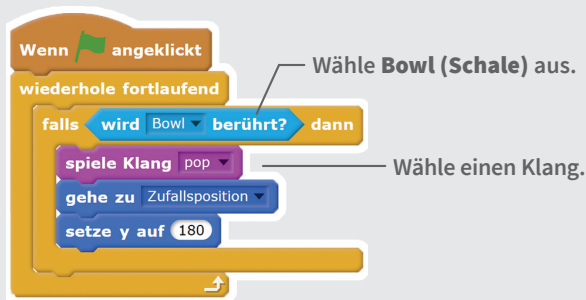 Wenn angeklickt
Wähle Bowl (Schale) aus.
wiederhole fortlaufend
falls wird Bowl berührt? dann
spiele Klang pop
Wähle einen Klang.
gehe zu Zufallsposition
setze y auf 180